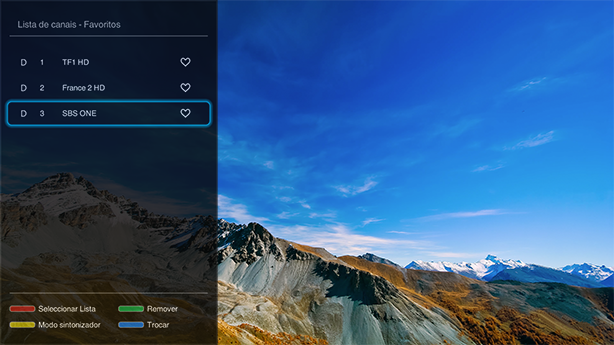 Lista de canais - Favoritos
D 1 TF1 HD
D 2 France 2 HD
D 3 SBS ONE
Seleccionar Lista Remover
Modo sintonizador Trocar